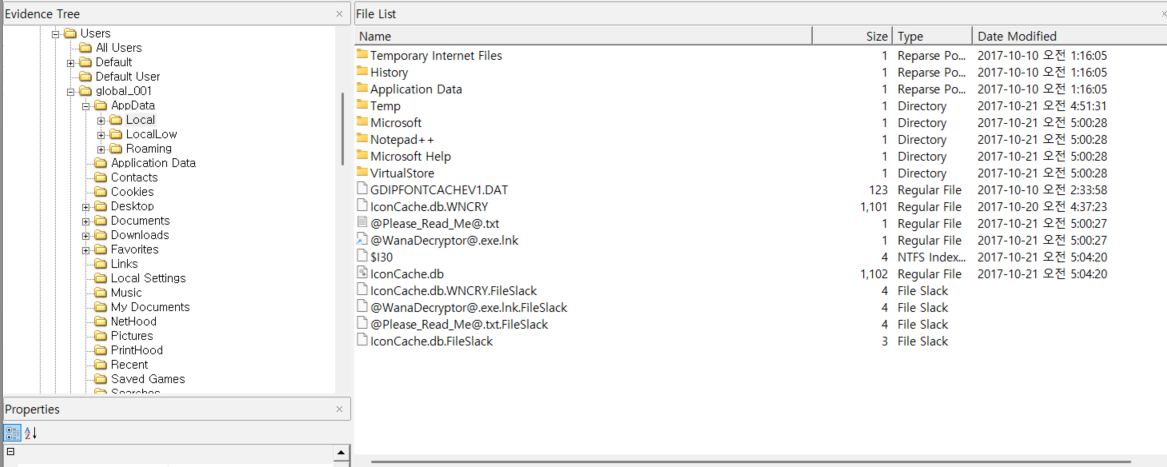 Evidence Tree
Users
All Users
Default
Default User
global_001
AppData
Local
LocalLow
Roaming
Application Data
Contacts
Cookies
Desktop
Documents
Downloads
Favorites
Links
Local Settings
Music
My Documents
NetHood
Pictures
PrintHood
Recent
Saved Games
Searches
Properties
File List
Name Size Type Date Modified
Temporary Internet Files 1 Reparse Po... 2017-10-10 오전 1:16:05
History 1 Reparse Po... 2017-10-10 오전 1:16:05
Application Data 1 Reparse Po... 2017-10-10 오전 1:16:05
Temp 1 Directory 2017-10-21 오전 4:51:31
Microsoft 1 Directory 2017-10-21 오전 5:00:28
Notepad++ 1 Directory 2017-10-21 오전 5:00:28
Microsoft Help 1 Directory 2017-10-21 오전 5:00:28
VirtualStore 1 Directory 2017-10-21 오전 5:00:28
GDIPFONTCACHEV1.DAT 123 Regular File 2017-10-10 오전 2:33:58
IconCache.db.WNCRY 1,101 Regular File 2017-10-20 오전 4:37:23
@Please_Read_Me@.txt 1 Regular File 2017-10-21 오전 5:00:27
@WanaDecryptor@.exe.lnk 1 Regular File 2017-10-21 오전 5:00:27
$I30 4 NTFS Index... 2017-10-21 오전 5:04:20
IconCache.db 1,102 Regular File 2017-10-21 오전 5:04:20
IconCache.db.WNCRY.FileSlack 4 File Slack
@WanaDecryptor@.exe.lnk.FileSlack 4 File Slack
@Please_Read_Me@.txt.FileSlack 4 File Slack
IconCache.db.FileSlack 3 File Slack